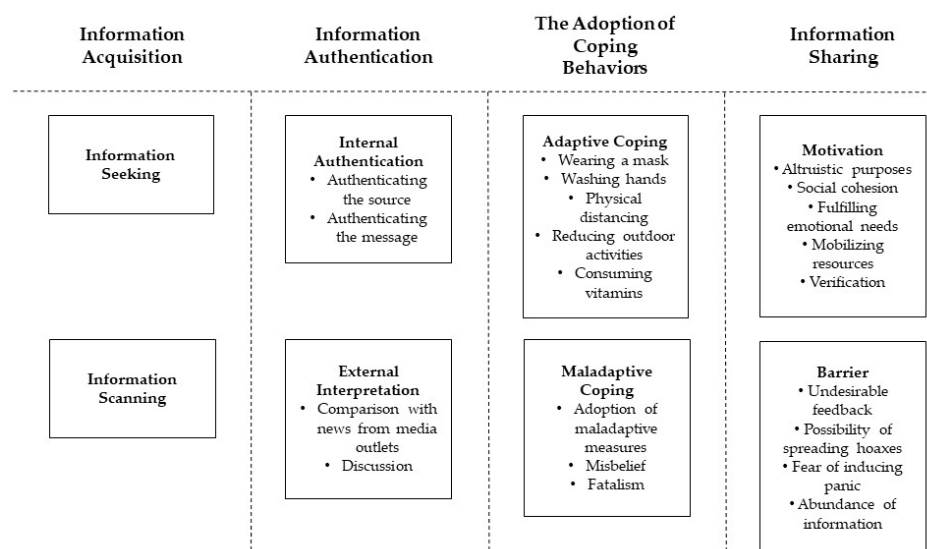 Information
Acquisition
Information
Authentication
The Adoption of
Coping
Behaviors
Information
Sharing
Information
Seeking
Internal
Authentication
• Authenticating
the source
• Authenticating
the message
Adaptive Coping
• Wearing a mask
• Washing hands
• Physical
distancing
• Reducing outdoor
activities
• Consuming
vitamins
Motivation
• Altruistic purposes
• Social cohesion
• Fulfilling
emotional needs
• Mobilizing
resources
• Verification
Information
Scanning
External
Interpretation
• Comparison with
news from media
outlets
• Discussion
Maladaptive
Coping
• Adoption of
maladaptive
measures
• Misbelief
• Fatalism
Barrier
• Undesirable
feedback
• Possibility of
spreading hoaxes
• Fear of inducing
panic
• Abundance of
information